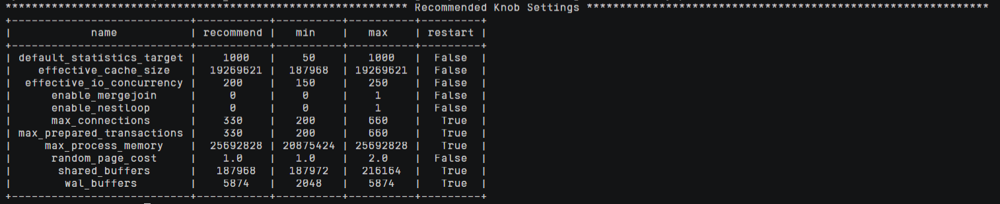 ************************************************************* Recommended Knob Settings *************************************************************
+---------------------------+-----------+----------+----------+---------+
|            name           | recommend |   min    |   max    | restart |
+---------------------------+-----------+----------+----------+---------+
| default_statistics_target |    1000   |    50    |   1000   |  False  |
|    effective_cache_size   |  19269621 |  187968  | 19269621 |  False  |
|  effective_io_concurrency |    200    |   150    |   250    |  False  |
|      enable_mergejoin     |     0     |    0     |    1     |  False  |
|      enable_nestloop      |     0     |    0     |    1     |  False  |
|      max_connections      |    330    |   200    |   660    |   True  |
| max_prepared_transactions |    330    |   200    |   660    |   True  |
|     max_process_memory    |  25692828 | 20875424 | 25692828 |   True  |
|      random_page_cost     |    1.0    |   1.0    |   2.0    |  False  |
|       shared_buffers      |   187968  |  187972  |  216164  |   True  |
|        wal_buffers        |    5874   |   2048   |   5874   |   True  |
+---------------------------+-----------+----------+----------+---------+